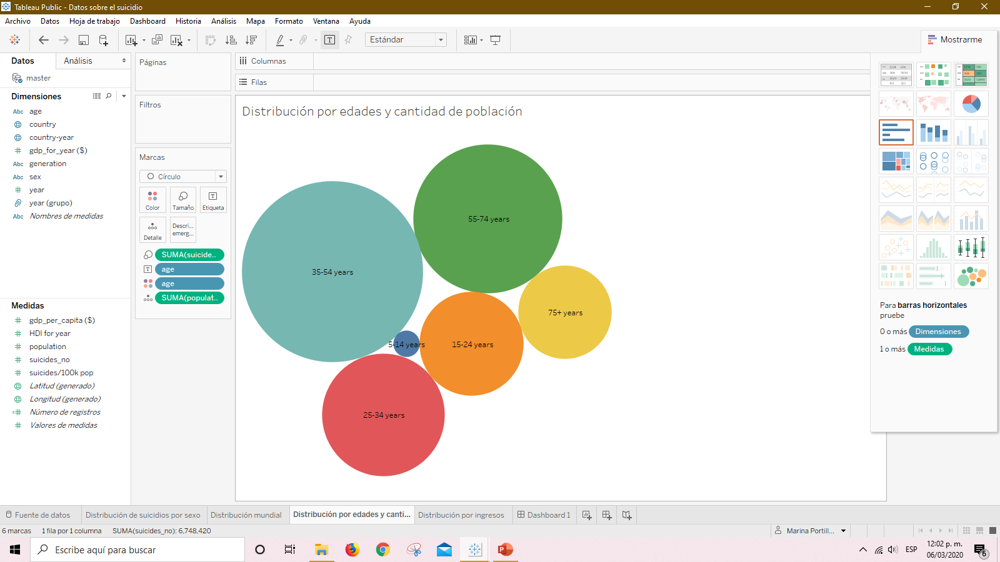 Tableau Public - Datos sobre el suicidio
Archivo Datos Hoja de trabajo Dashboard Historia Análisis Mapa Formato Ventana Ayuda
Estándar
Mostrarme
Datos Análisis
master
Dimensiones
Abc age
country
country-year
gdp_for_year ($)
Abc generation
Abc sex
year
year (grupo)
Abc Nombres de medidas
Medidas
gdp_per_capita ($)
HDI for year
population
suicides_no
suicides/100k pop
Latitud (generado)
Longitud (generado)
Número de registros
Valores de medidas
Páginas
Filtros
Marcas
Círculo
Color Tamaño Etiqueta
Detalle Descri... emerg...
SUMA(suicide..
age
age
SUMA(populat..
Columnas
Filas
Distribución por edades y cantidad de población
55-74 years
35-54 years
75+ years
5-14 years
15-24 years
25-34 years
Para barras horizontales
pruebe
0 o más Dimensiones
1 o más Medidas
Fuente de datos Distribución de suicidios por sexo Distribución mundial Distribución por edades y canti... Distribución por ingresos Dashboard 1
6 marcas 1 fila por 1 columna SUMA(suicides_no): 6,748,420 Marina Portill...
Escribe aquí para buscar
ESP
12:02 p. m.
06/03/2020
6